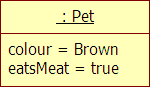 : Pet
colour = Brown
eatsMeat = true